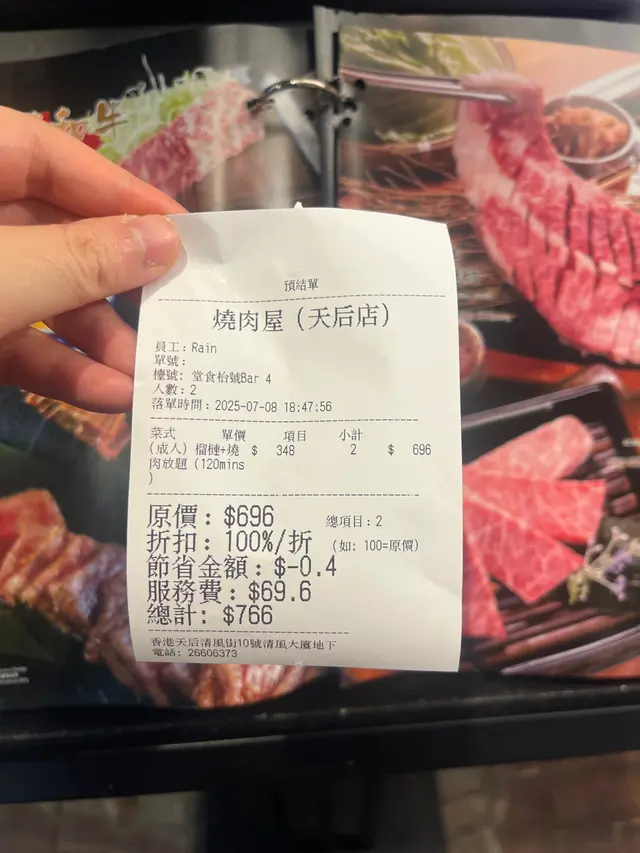 和牛
預結單
燒肉屋（天后店）
員工：Rain
單號：
檯號: 堂食枱號Bar 4
人數：2
落單時間：2025-07-08 18:47:56
菜式 單價 項目 小計
(成人) 榴槤+燒 $ 348 2 $ 696
肉放題 (120mins
)
原價：$696 總項目：2
折扣：100%/折 (如: 100=原價)
節省金額：$-0.4
服務費：$69.6
總計：$766
香港天后清風街10號清風大廈地下
電話: 26606373